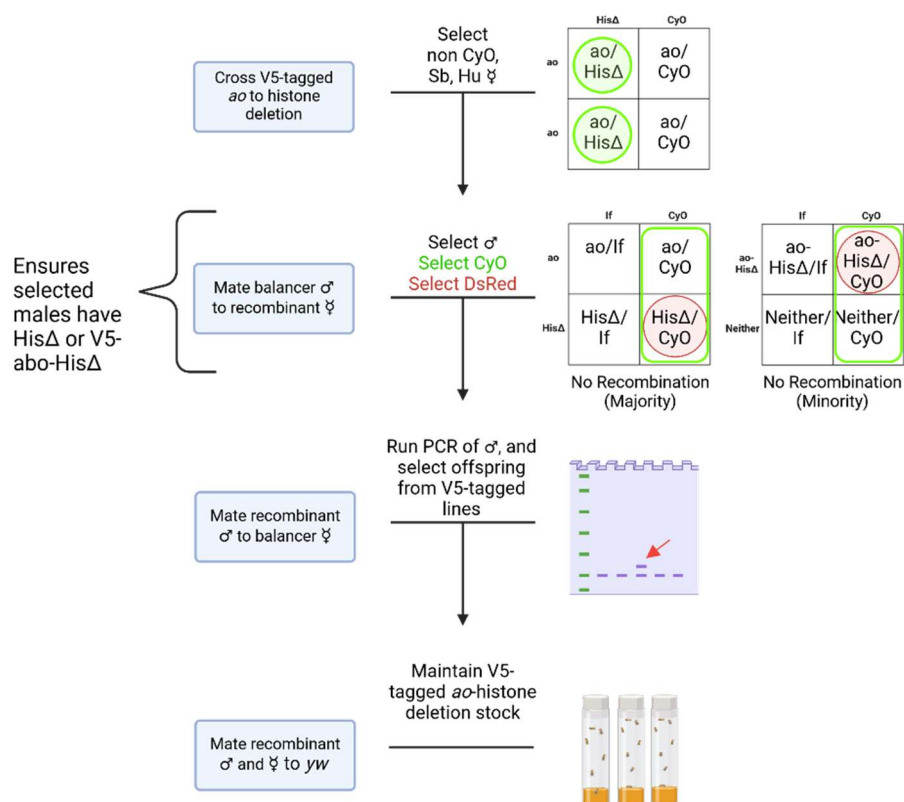 Cross V5-tagged
ao to histone
deletion
Select
non CyO,
Sb, Hu ☿
HisΔ CyO
ao ao/
HisΔ ao/
CyO
ao ao/
HisΔ ao/
CyO
Ensures
selected
males have
HisΔ or V5-
abo-HisΔ
Mate balancer ♂
to recombinant ☿
Select ♂
Select CyO
Select DsRed
If CyO
ao ao/If ao/
CyO
HisΔ HisΔ/
If HisΔ/
CyO
No Recombination
(Majority)
If CyO
ao-
HisΔ ao-
HisΔ/If ao-
HisΔ/
CyO
Neither Neither/
If Neither/
CyO
No Recombination
(Minority)
Mate recombinant
♂ to balancer ☿
Run PCR of ♂, and
select offspring
from V5-tagged
lines
Mate recombinant
♂ and ☿ to yw
Maintain V5-
tagged ao-histone
deletion stock